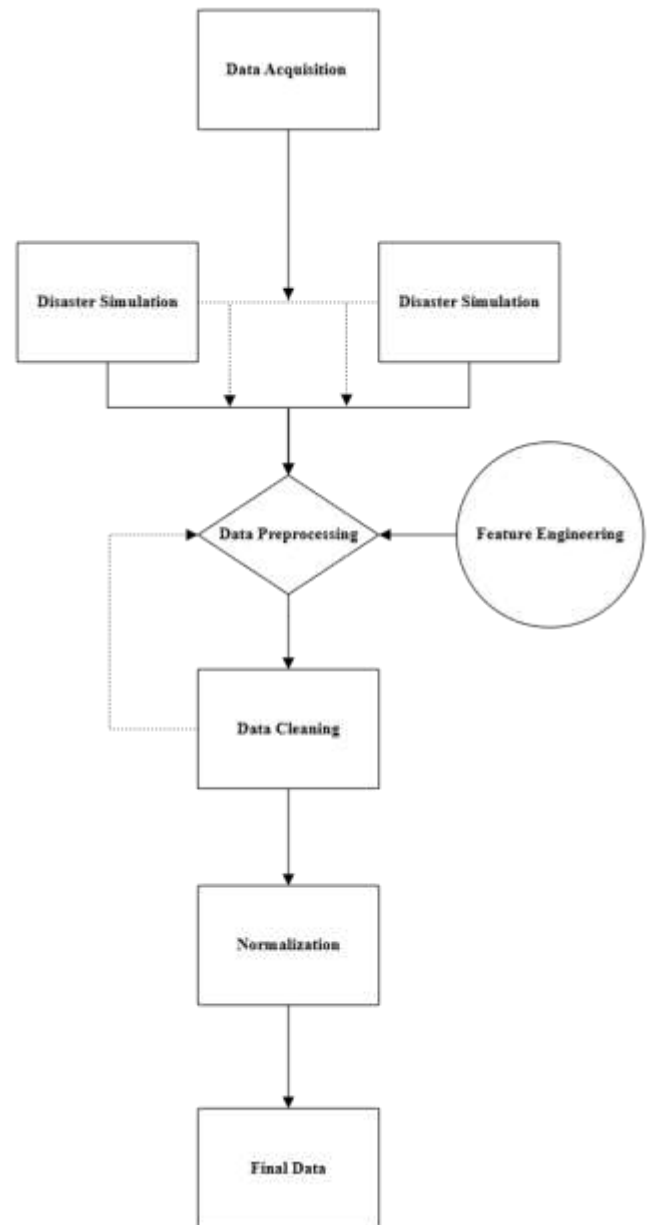 Data Acquisition
Disaster Simulation
Disaster Simulation
Data Preprocessing
Feature Engineering
Data Cleaning
Normalization
Final Data